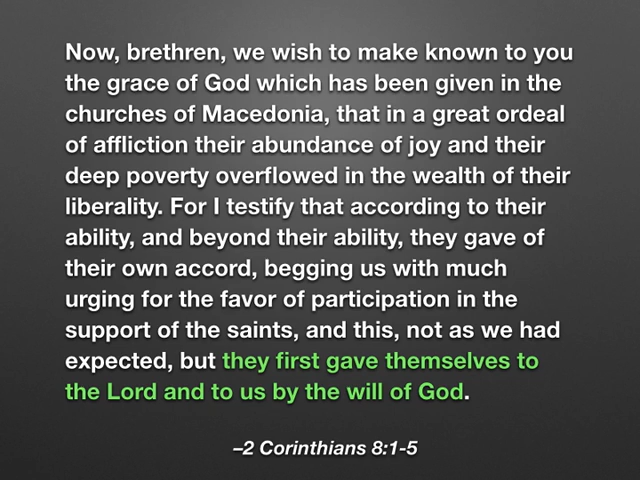 Now, brethren, we wish to make known to you
the grace of God which has been given in the
churches of Macedonia, that in a great ordeal
of affliction their abundance of joy and their
deep poverty overflowed in the wealth of their
liberality. For I testify that according to their
ability, and beyond their ability, they gave of
their own accord, begging us with much
urging for the favor of participation in the
support of the saints, and this, not as we had
expected, but they first gave themselves to
the Lord and to us by the will of God.
–2 Corinthians 8:1-5